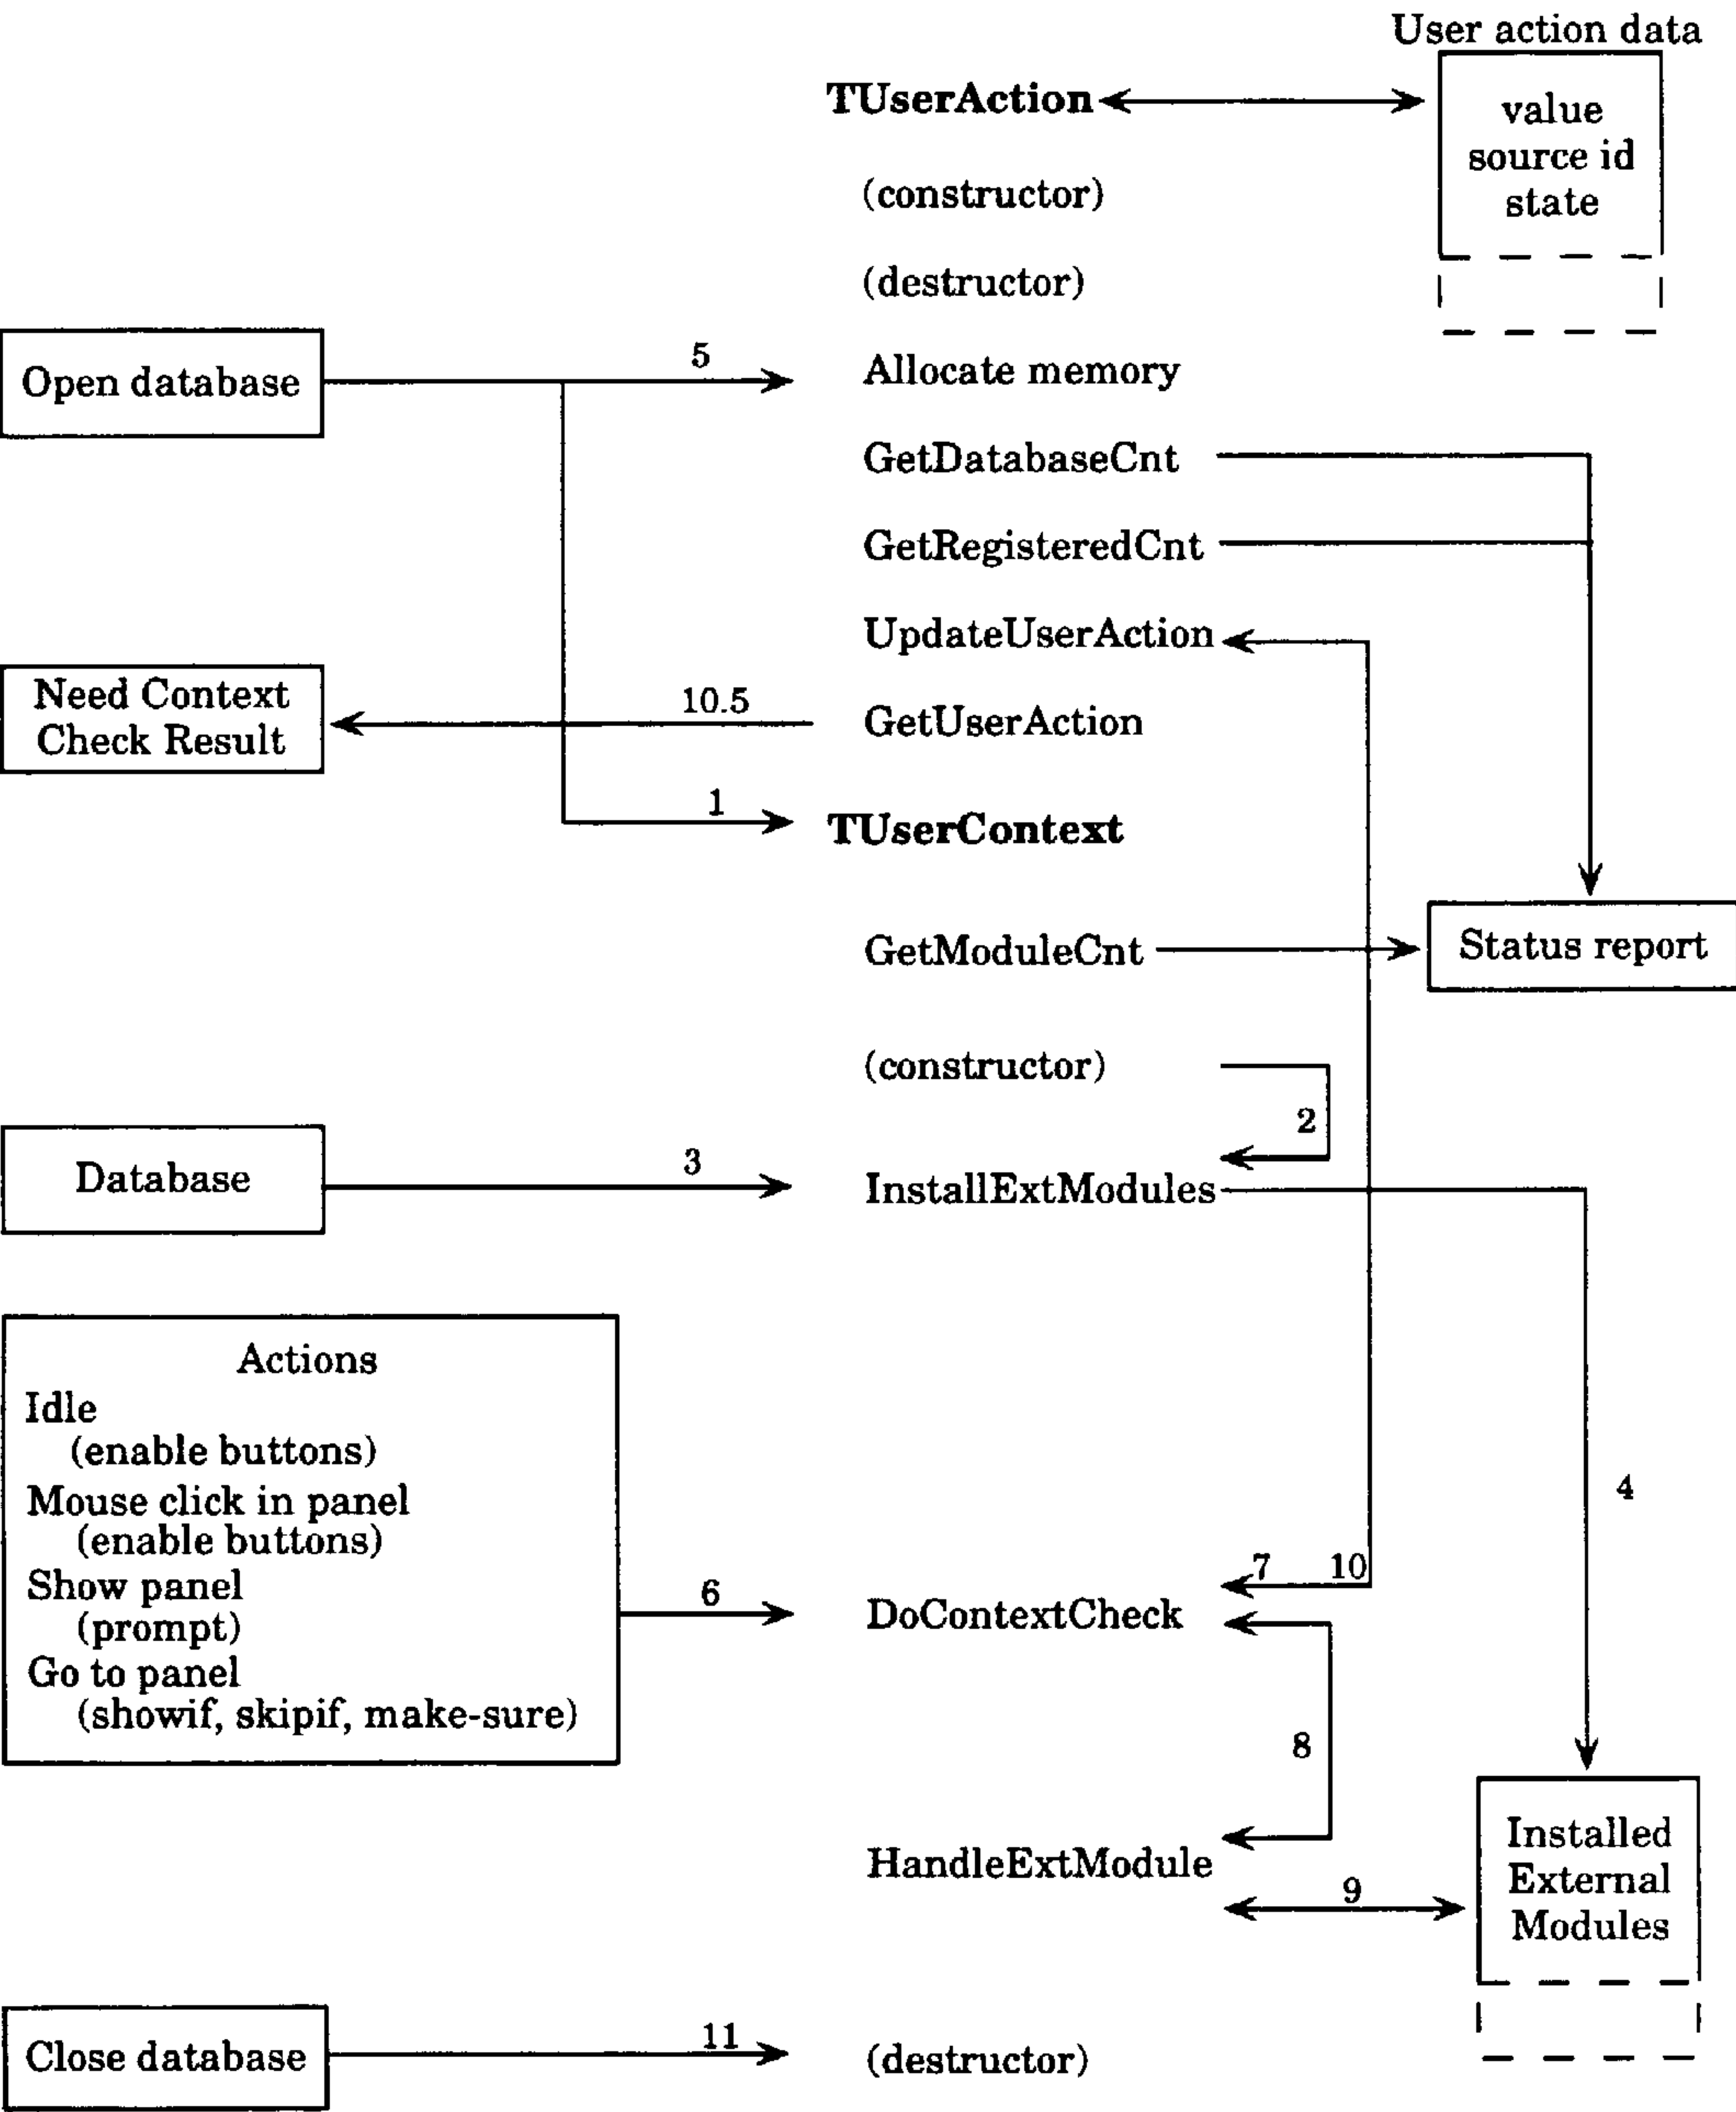 User action data
TUserAction
value
source id
state
(constructor)
(destructor)
Open database
5
Allocate memory
GetDatabaseCnt
GetRegisteredCnt
UpdateUserAction
Need Context
Check Result
10.5
GetUserAction
1
TUserContext
GetModuleCnt
Status report
(constructor)
2
Database
3
InstallExtModules
Actions
Idle
(enable buttons)
Mouse click in panel
(enable buttons)
Show panel
(prompt)
Go to panel
(showif, skipif, make-sure)
4
7
10
6
DoContextCheck
8
HandleExtModule
9
Installed
External
Modules
Close database
11
(destructor)